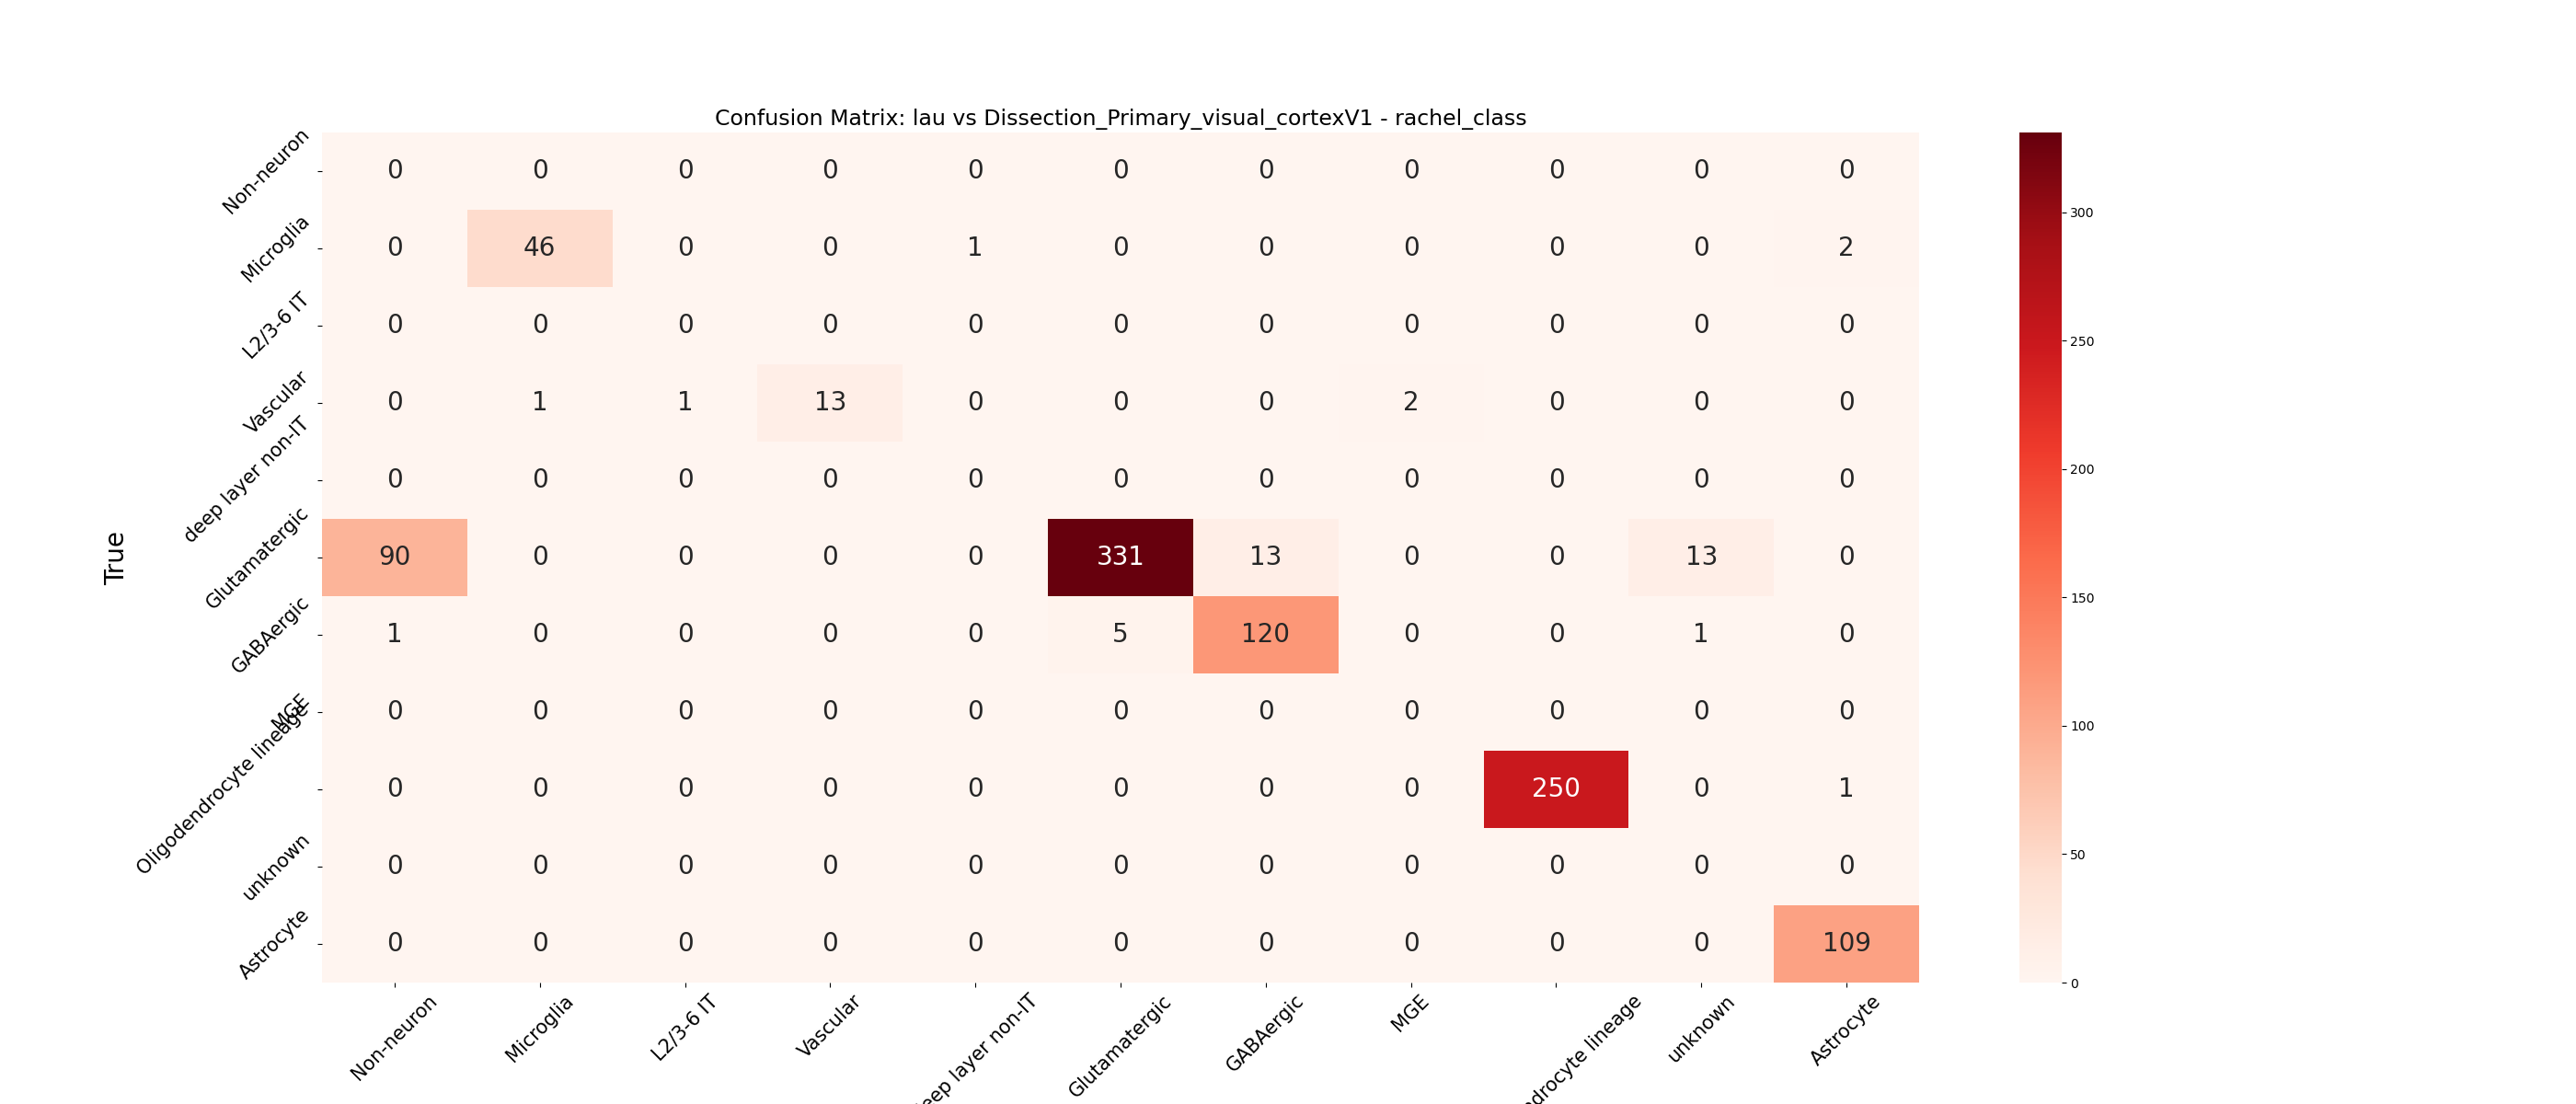 Confusion Matrix: lau vs Dissection_Primary_visual_cortexV1 - rachel_class
True
Non-neuron 0 0 0 0 0 0 0 0 0 0 0
Microglia 0 46 0 0 1 0 0 0 0 0 2
L2/3-6 IT 0 0 0 0 0 0 0 0 0 0 0
Vascular 0 1 1 13 0 0 0 2 0 0 0
deep layer non-IT 0 0 0 0 0 0 0 0 0 0 0
Glutamatergic 90 0 0 0 0 331 13 0 0 13 0
GABAergic 1 0 0 0 0 5 120 0 0 1 0
MGE 0 0 0 0 0 0 0 0 0 0 0
Oligodendrocyte lineage 0 0 0 0 0 0 0 0 250 0 1
unknown 0 0 0 0 0 0 0 0 0 0 0
Astrocyte 0 0 0 0 0 0 0 0 0 0 109
Non-neuron Microglia L2/3-6 IT Vascular eep layer non-IT Glutamatergic GABAergic MGE drocyte lineage unknown Astrocyte
300
250
200
150
100
50
0